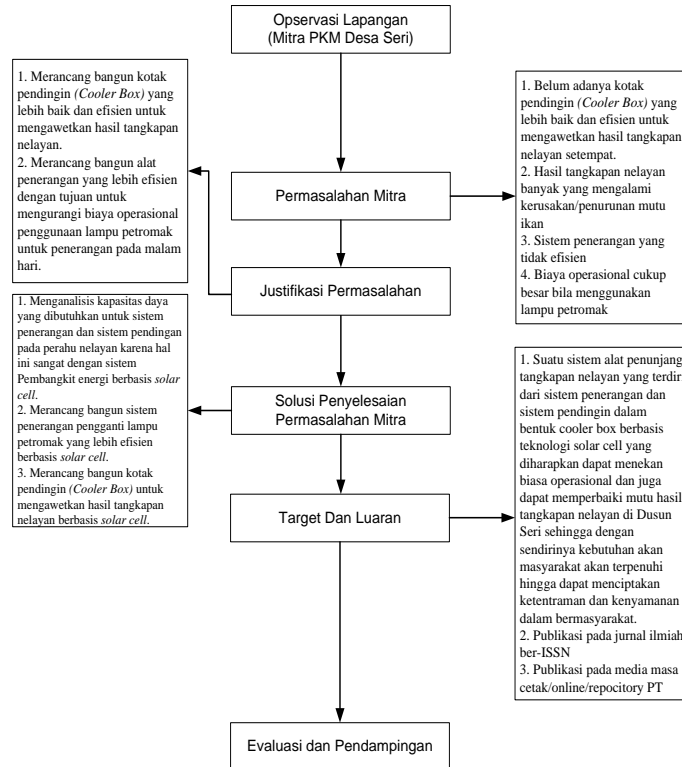 Opservasi Lapangan
(Mitra PKM Desa Seri)
1. Merancang bangun kotak
pendingin (Cooler Box) yang
lebih baik dan efisien untuk
mengawetkan hasil tangkapan
nelayan.
2. Merancang bangun alat
penerangan yang lebih efisien
dengan tujuan untuk
mengurangi biaya operasional
penggunaan lampu petromak
untuk penerangan pada malam
hari.
Permasalahan Mitra
1. Belum adanya kotak
pendingin (Cooler Box) yang
lebih baik dan efisien untuk
mengawetkan hasil tangkapan
nelayan setempat.
2. Hasil tangkapan nelayan
banyak yang mengalami
kerusakan/penurunan mutu
ikan
3. Sistem penerangan yang
tidak efisien
4. Biaya operasional cukup
besar bila menggunakan
lampu petromak
Justifikasi Permasalahan
1. Menganalisis kapasitas daya
yang dibutuhkan untuk sistem
penerangan dan sistem pendingan
pada perahu nelayan karena hal
ini sangat dengan sistem
Pembangkit energi berbasis solar
cell.
2. Merancang bangun sistem
penerangan pengganti lampu
petromak yang lebih efisien
berbasis solar cell.
3. Merancang bangun kotak
pendingin (Cooler Box) untuk
mengawetkan hasil tangkapan
nelayan berbasis solar cell.
Solusi Penyelesaian
Permasalahan Mitra
Target Dan Luaran
1. Suatu sistem alat penunjang
tangkapan nelayan yang terdiri
dari sistem penerangan dan
sistem pendingin dalam
bentuk cooler box berbasis
teknologi solar cell yang
diharapkan dapat menekan
biasa operasional dan juga
dapat memperbaiki mutu hasil
tangkapan nelayan di Dusun
Seri sehingga dengan
sendirinya kebutuhan akan
masyarakat akan terpenuhi
hingga dapat menciptakan
ketentraman dan kenyamanan
dalam bermasyarakat.
2. Publikasi pada jurnal ilmiah
ber-ISSN
3. Publikasi pada media masa
cetak/online/repocitory PT
Evaluasi dan Pendampingan